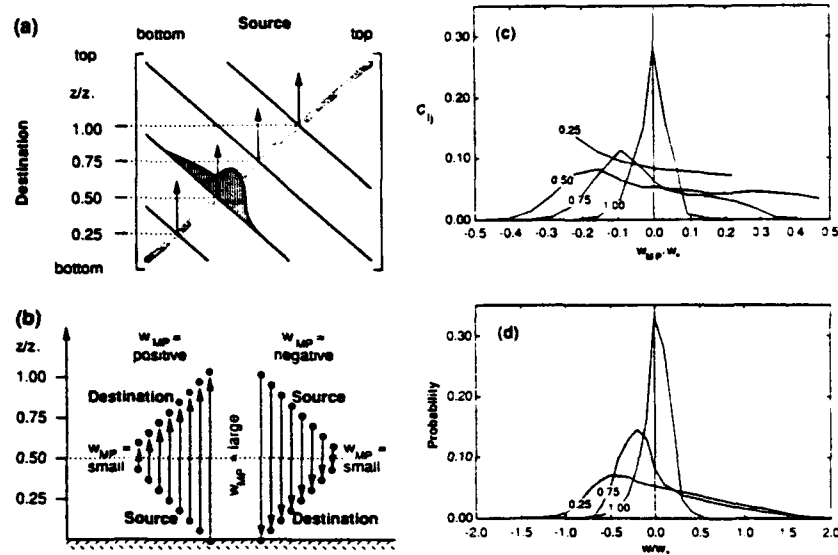 (a)
Source
bottom
top
top
z/z.
1.00
0.75
0.50
0.25
bottom
Destination
(b)
z/z.
1.00
0.75
0.50
0.25
w_MP =
positive
w_MP =
negative
Destination
Source
w_MP =
small
w_MP = large
w_MP =
small
Source
Destination
(c)
0.30
0.20
0.10
0.00
C_ij
0.25
0.50
0.75
1.00
-0.5 -0.4 -0.3 -0.2 -0.1 0.0 0.1 0.2 0.3 0.4 0.5
w_MP.w.
(d)
0.30
0.20
0.10
0.00
Probability
0.25
0.75
1.00
-2.0 -1.5 -1.0 -0.5 0.0 0.5 1.0 1.5 2.0
w/w.